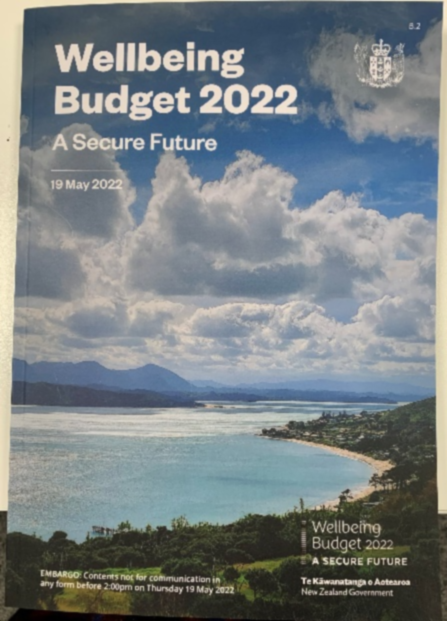 B.2
Wellbeing
Budget 2022
A Secure Future
19 May 2022
Wellbeing
Budget 2022
A SECURE FUTURE
EMBARGO: Contents not for communication in
any form before 2:00pm on Thursday 19 May 2022
Te Kāwanatanga o Aotearoa
New Zealand Government